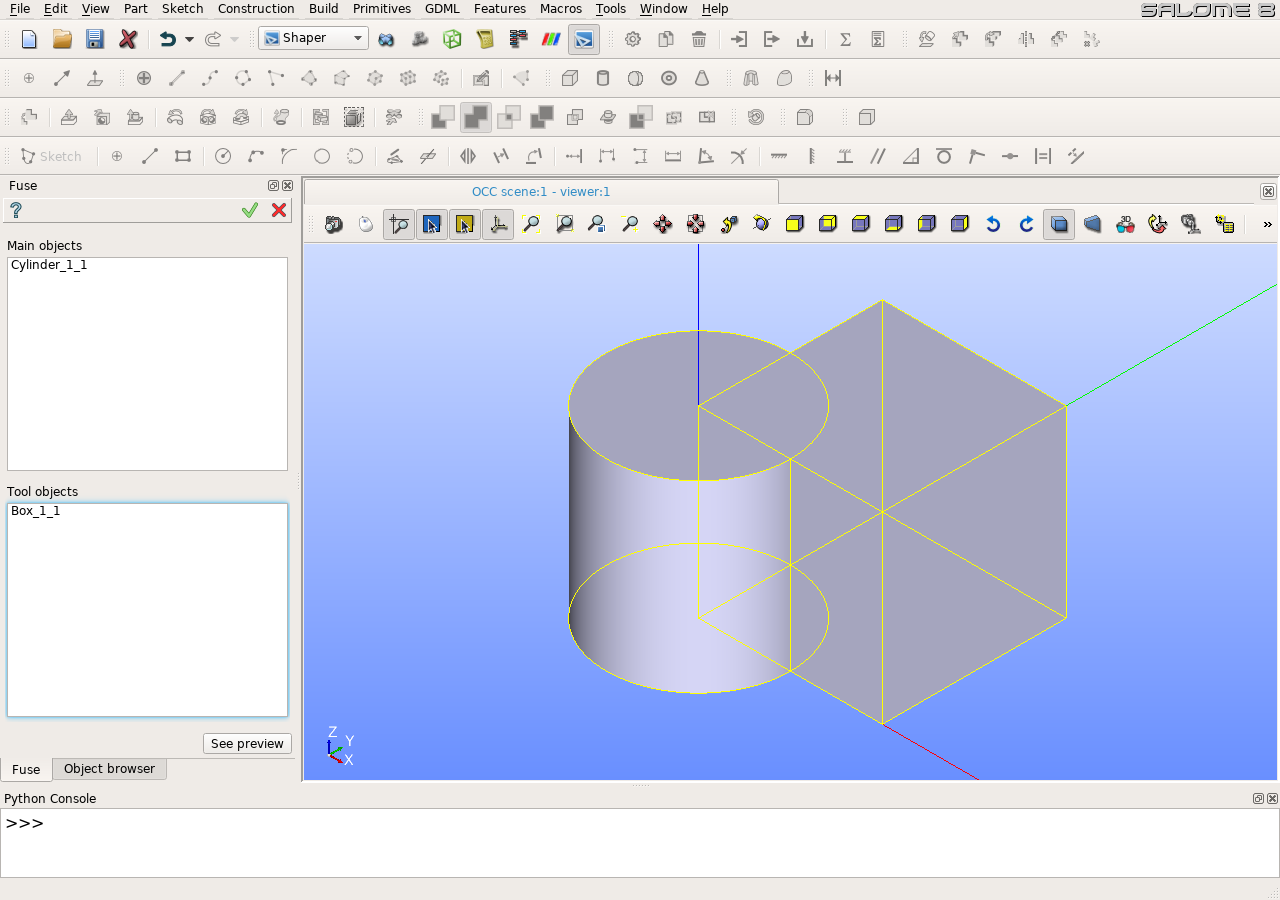 File Edit View Part Sketch Construction Build Primitives GDML Features Macros Tools Window Help
SALOME 8
Shaper
Sketch
Fuse
OCC scene:1 - viewer:1
?
3D
»
Main objects
Cylinder_1_1
Tool objects
Box_1_1
See preview
Z
Y
X
Fuse Object browser
Python Console
>>>